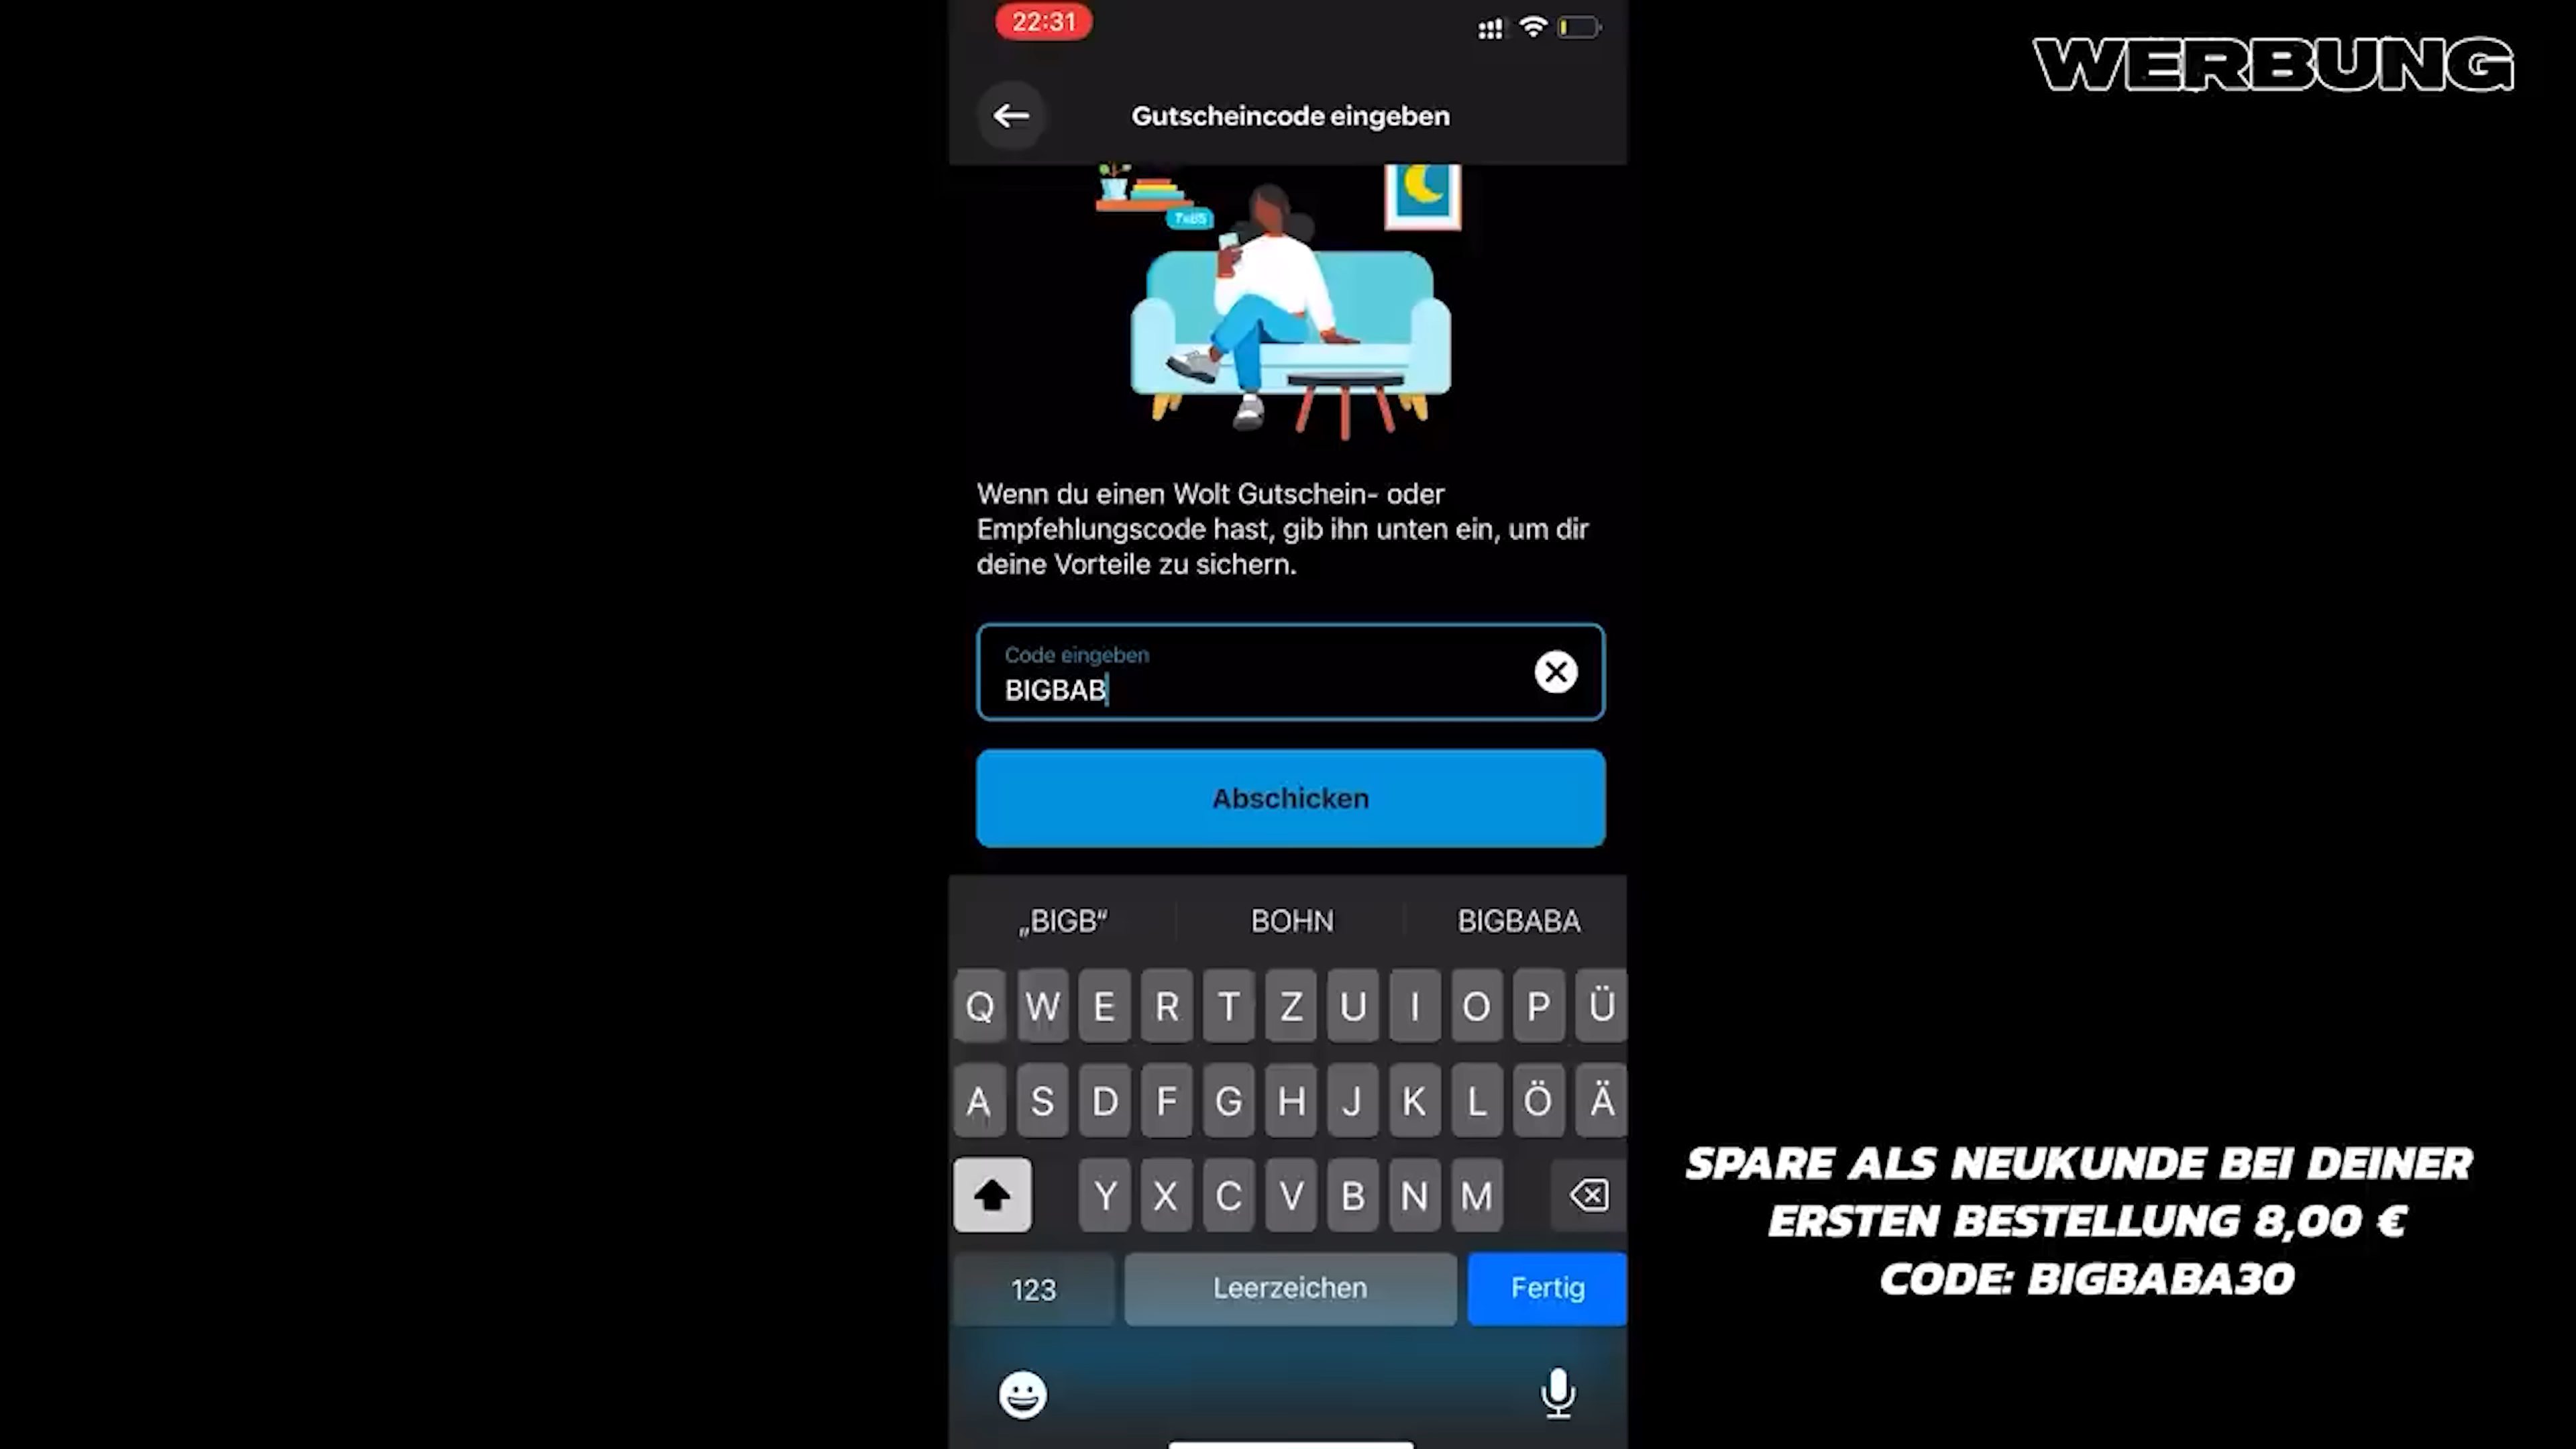 22:31
WERBUNG
Gutscheincode eingeben
Wenn du einen Wolt Gutschein- oder
Empfehlungscode hast, gib ihn unten ein, um dir
deine Vorteile zu sichern.
Code eingeben
BIGBAB
Abschicken
„BIGB“ BOHN BIGBABA
Q W E R T Z U I O P Ü
A S D F G H J K L Ö Ä
Y X C V B N M
123 Leerzeichen Fertig
SPARE ALS NEUKUNDE BEI DEINER
ERSTEN BESTELLUNG 8,00 €
CODE: BIGBABA30